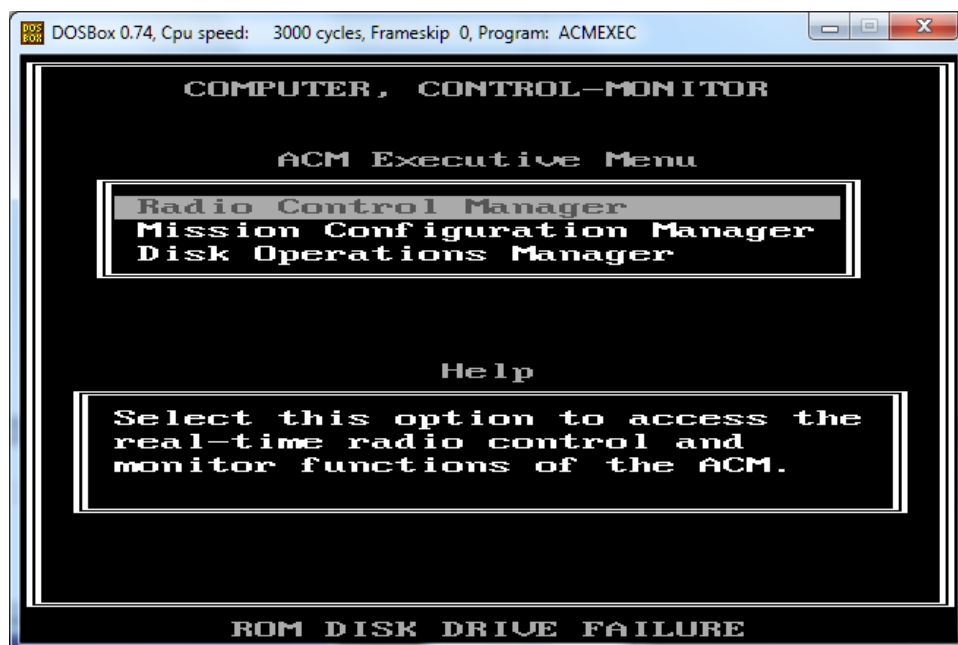 DOSBox 0.74, Cpu speed: 3000 cycles, Frameskip 0, Program: ACMEXEC
COMPUTER, CONTROL-MONITOR
ACM Executive Menu
Radio Control Manager
Mission Configuration Manager
Disk Operations Manager
Help
Select this option to access the
real-time radio control and
monitor functions of the ACM.
ROM DISK DRIVE FAILURE